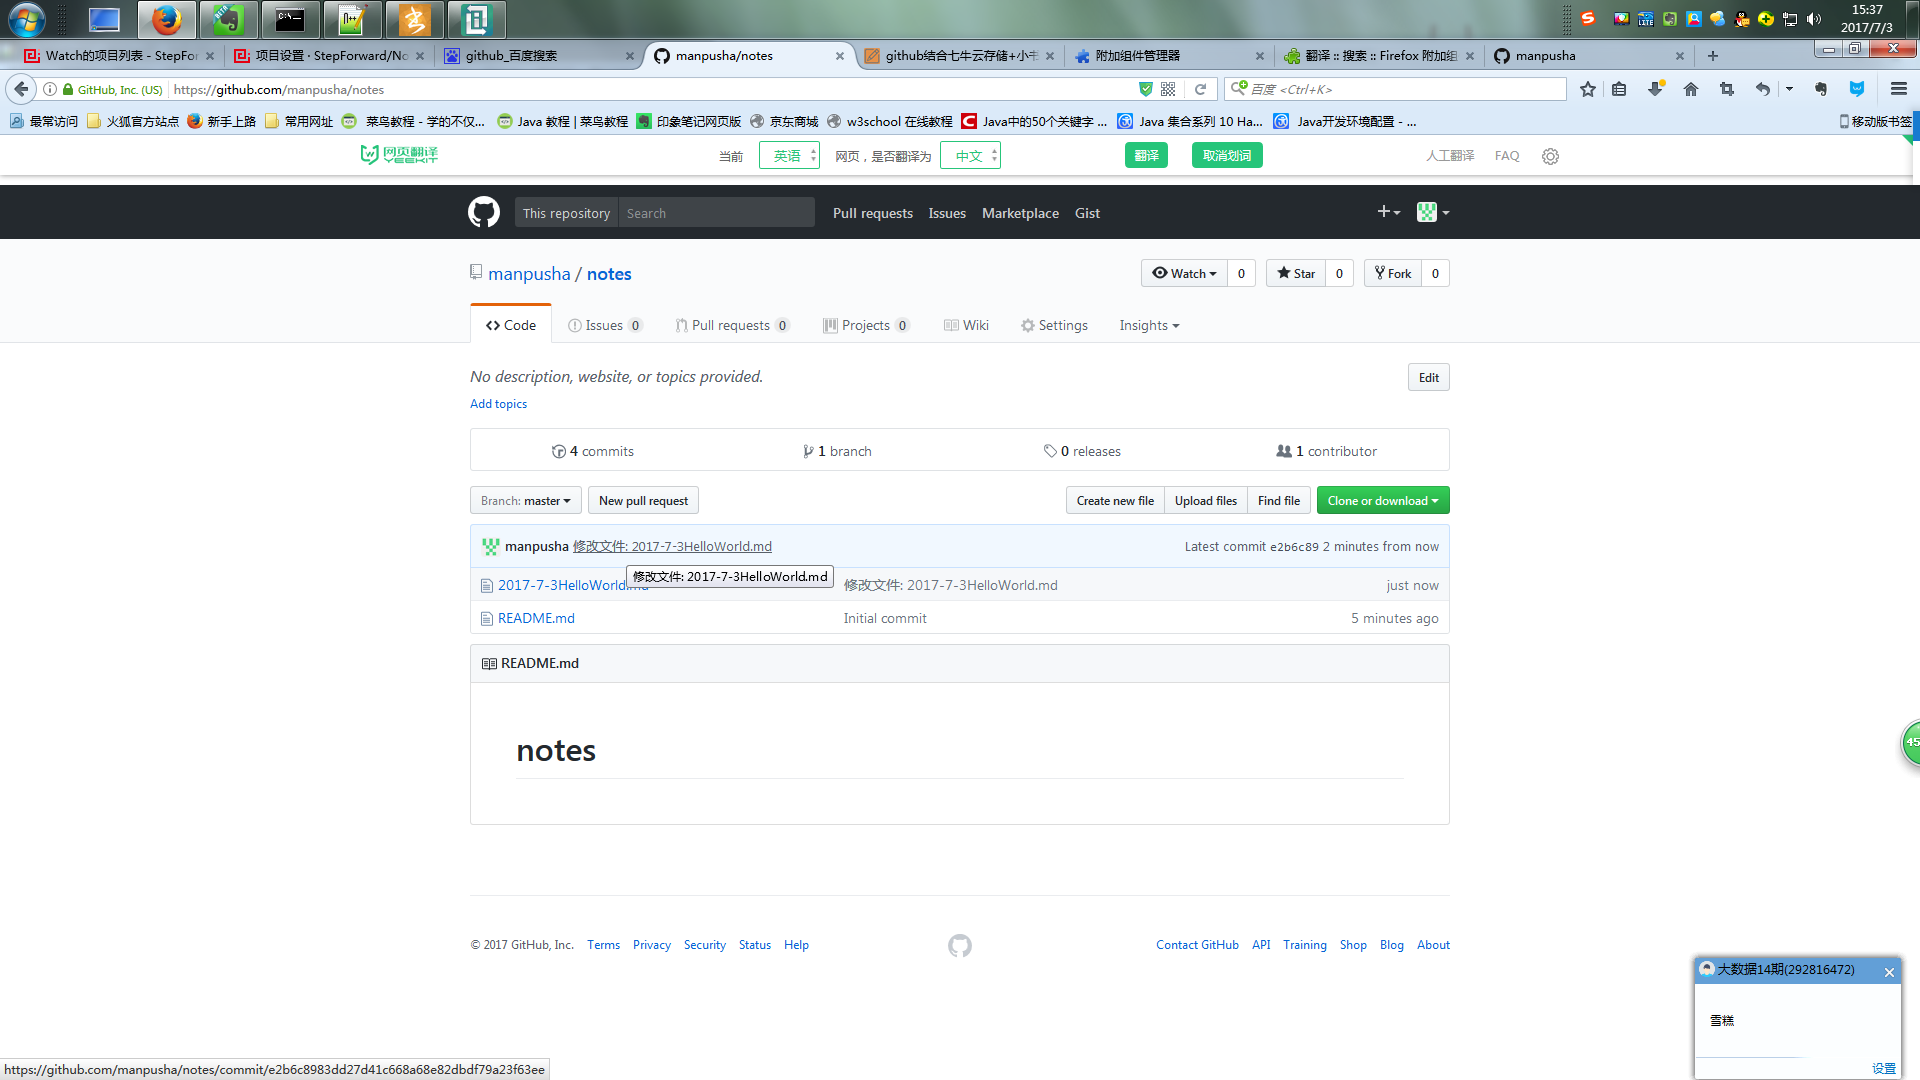 15:37
2017/7/3
Watch的项目列表 - StepFor
项目设置 · StepForward/No
github_百度搜索
manpusha/notes
github结合七牛云存储+小书
附加组件管理器
翻译 :: 搜索 :: Firefox 附加组
manpusha
GitHub, Inc. (US)
https://github.com/manpusha/notes
百度 <Ctrl+K>
最常访问
火狐官方站点
新手上路
常用网址
菜鸟教程 - 学的不仅...
Java 教程 | 菜鸟教程
印象笔记网页版
京东商城
w3school 在线教程
Java中的50个关键字 ...
Java 集合系列 10 Ha...
Java开发环境配置 - ...
移动版书签
网页翻译
YEEKIT
当前
英语
网页，是否翻译为
中文
翻译
取消划词
人工翻译
FAQ
This repository
Search
Pull requests
Issues
Marketplace
Gist
manpusha / notes
Watch
0
Star
0
Fork
0
Code
Issues 0
Pull requests 0
Projects 0
Wiki
Settings
Insights
No description, website, or topics provided.
Edit
Add topics
4 commits
1 branch
0 releases
1 contributor
Branch: master
New pull request
Create new file
Upload files
Find file
Clone or download
manpusha 修改文件: 2017-7-3HelloWorld.md
Latest commit e2b6c89 2 minutes from now
修改文件: 2017-7-3HelloWorld.md
2017-7-3HelloWorld.md
修改文件: 2017-7-3HelloWorld.md
just now
README.md
Initial commit
5 minutes ago
README.md
notes
45
© 2017 GitHub, Inc.
Terms
Privacy
Security
Status
Help
Contact GitHub
API
Training
Shop
Blog
About
大数据14期(292816472)
雪糕
设置
https://github.com/manpusha/notes/commit/e2b6c8983dd27d41c668a68e82dbdf79a23f63ee